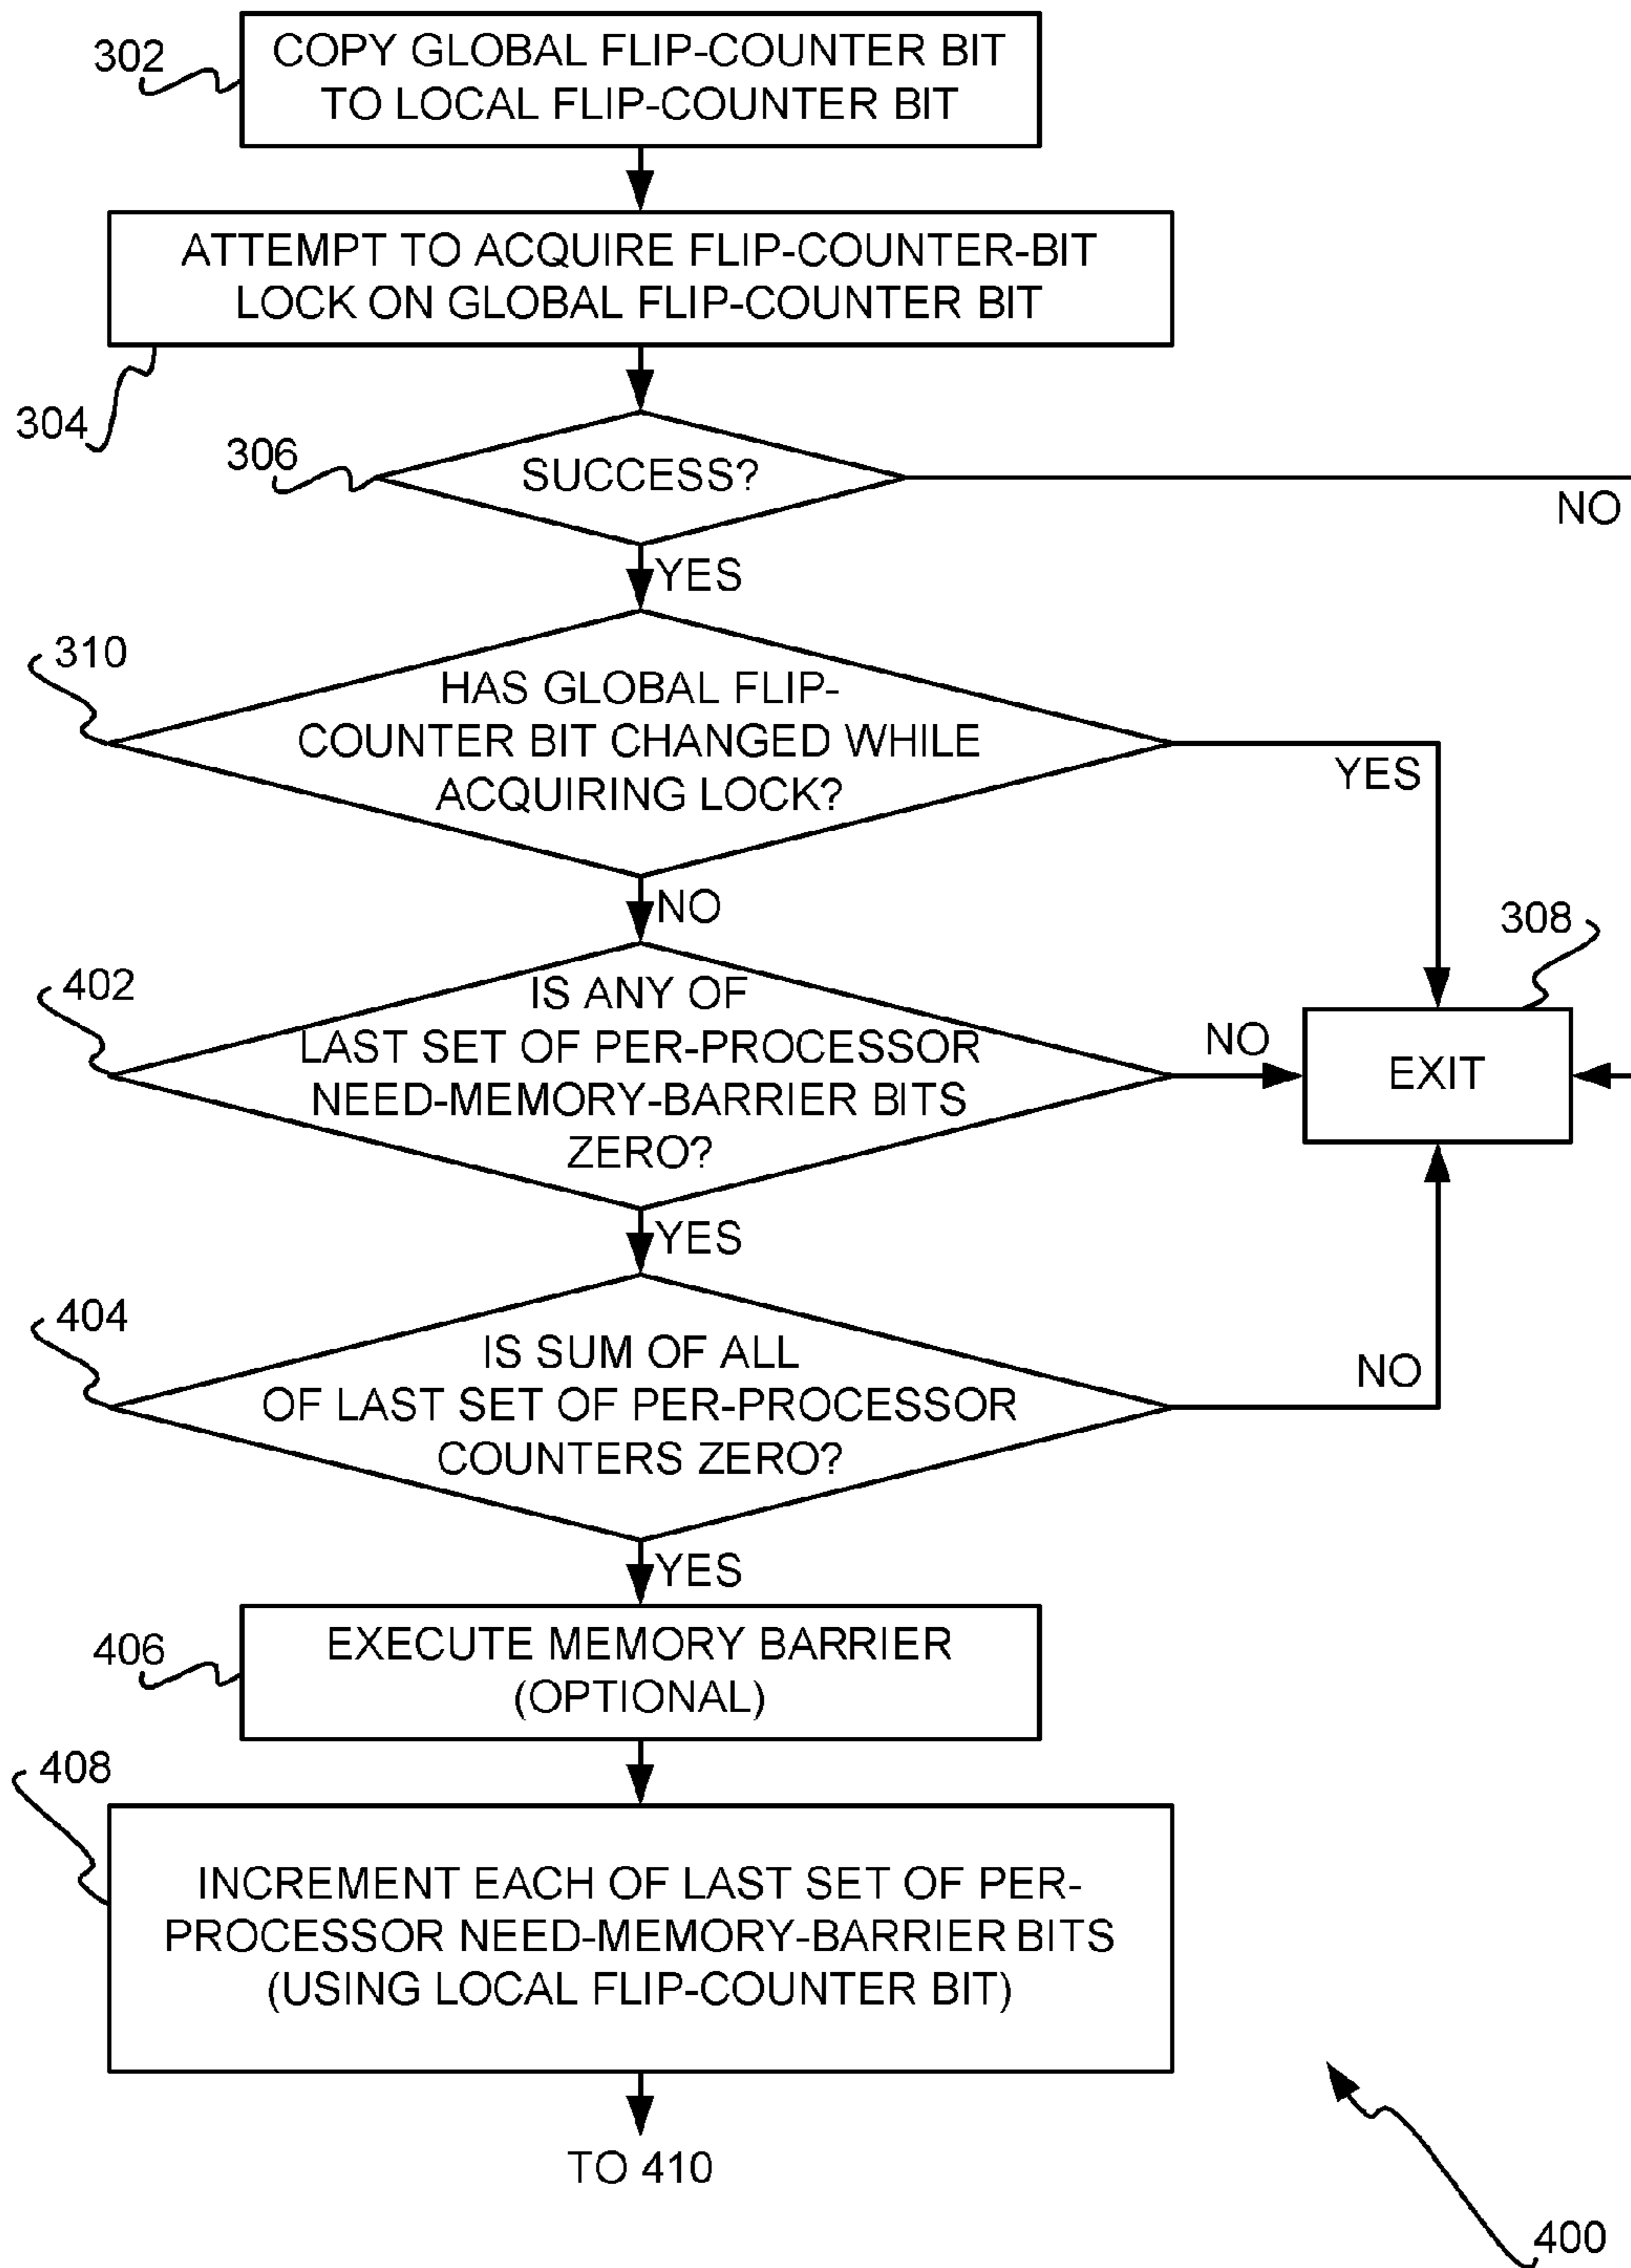 302
COPY GLOBAL FLIP-COUNTER BIT
TO LOCAL FLIP-COUNTER BIT
ATTEMPT TO ACQUIRE FLIP-COUNTER-BIT
LOCK ON GLOBAL FLIP-COUNTER BIT
304
306
SUCCESS?
NO
YES
310
HAS GLOBAL FLIP-
COUNTER BIT CHANGED WHILE
ACQUIRING LOCK?
YES
NO
308
402
IS ANY OF
LAST SET OF PER-PROCESSOR
NEED-MEMORY-BARRIER BITS
ZERO?
NO
EXIT
YES
404
IS SUM OF ALL
OF LAST SET OF PER-PROCESSOR
COUNTERS ZERO?
NO
YES
406
EXECUTE MEMORY BARRIER
(OPTIONAL)
408
INCREMENT EACH OF LAST SET OF PER-
PROCESSOR NEED-MEMORY-BARRIER BITS
(USING LOCAL FLIP-COUNTER BIT)
TO 410
400